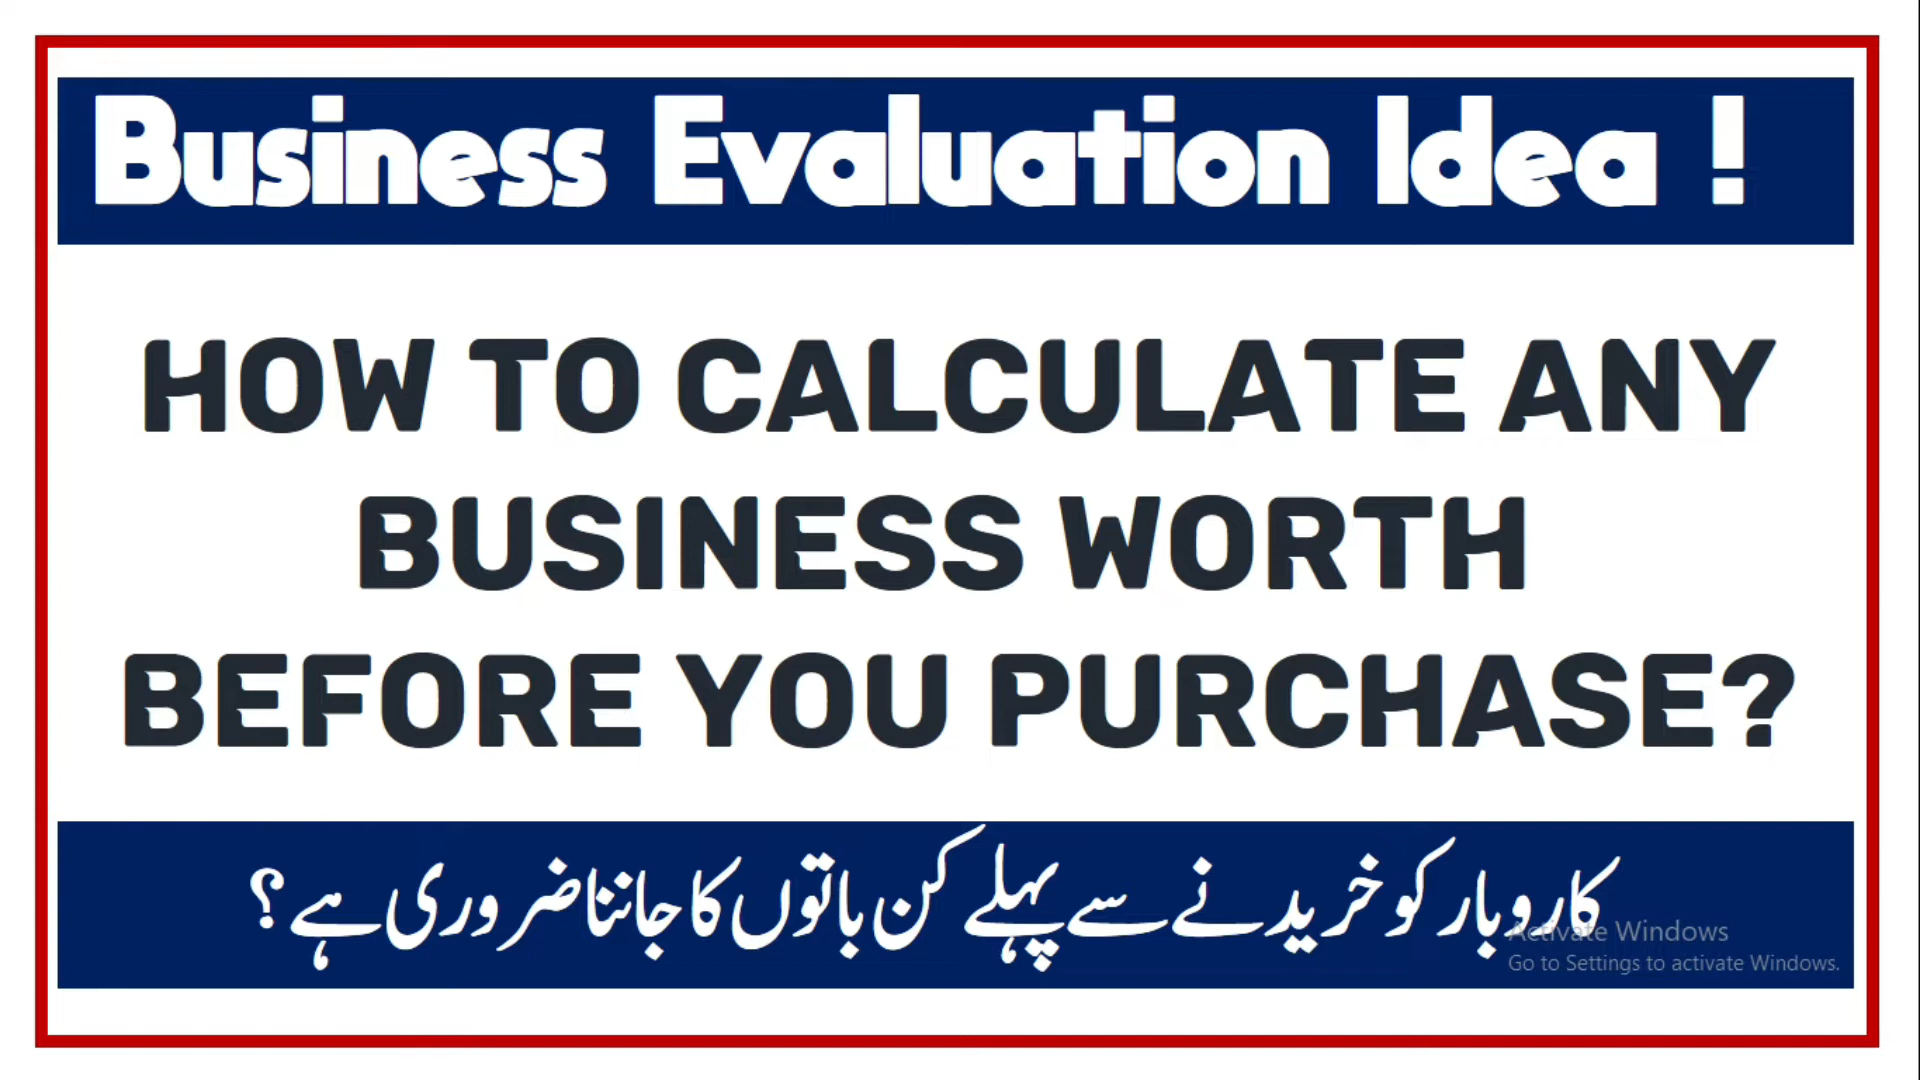 Business Evaluation Idea !
HOW TO CALCULATE ANY
BUSINESS WORTH
BEFORE YOU PURCHASE?
کاروبار کو خریدنے سے پہلے کن باتوں کا جاننا ضروری ہے؟
Activate Windows
Go to Settings to activate Windows.